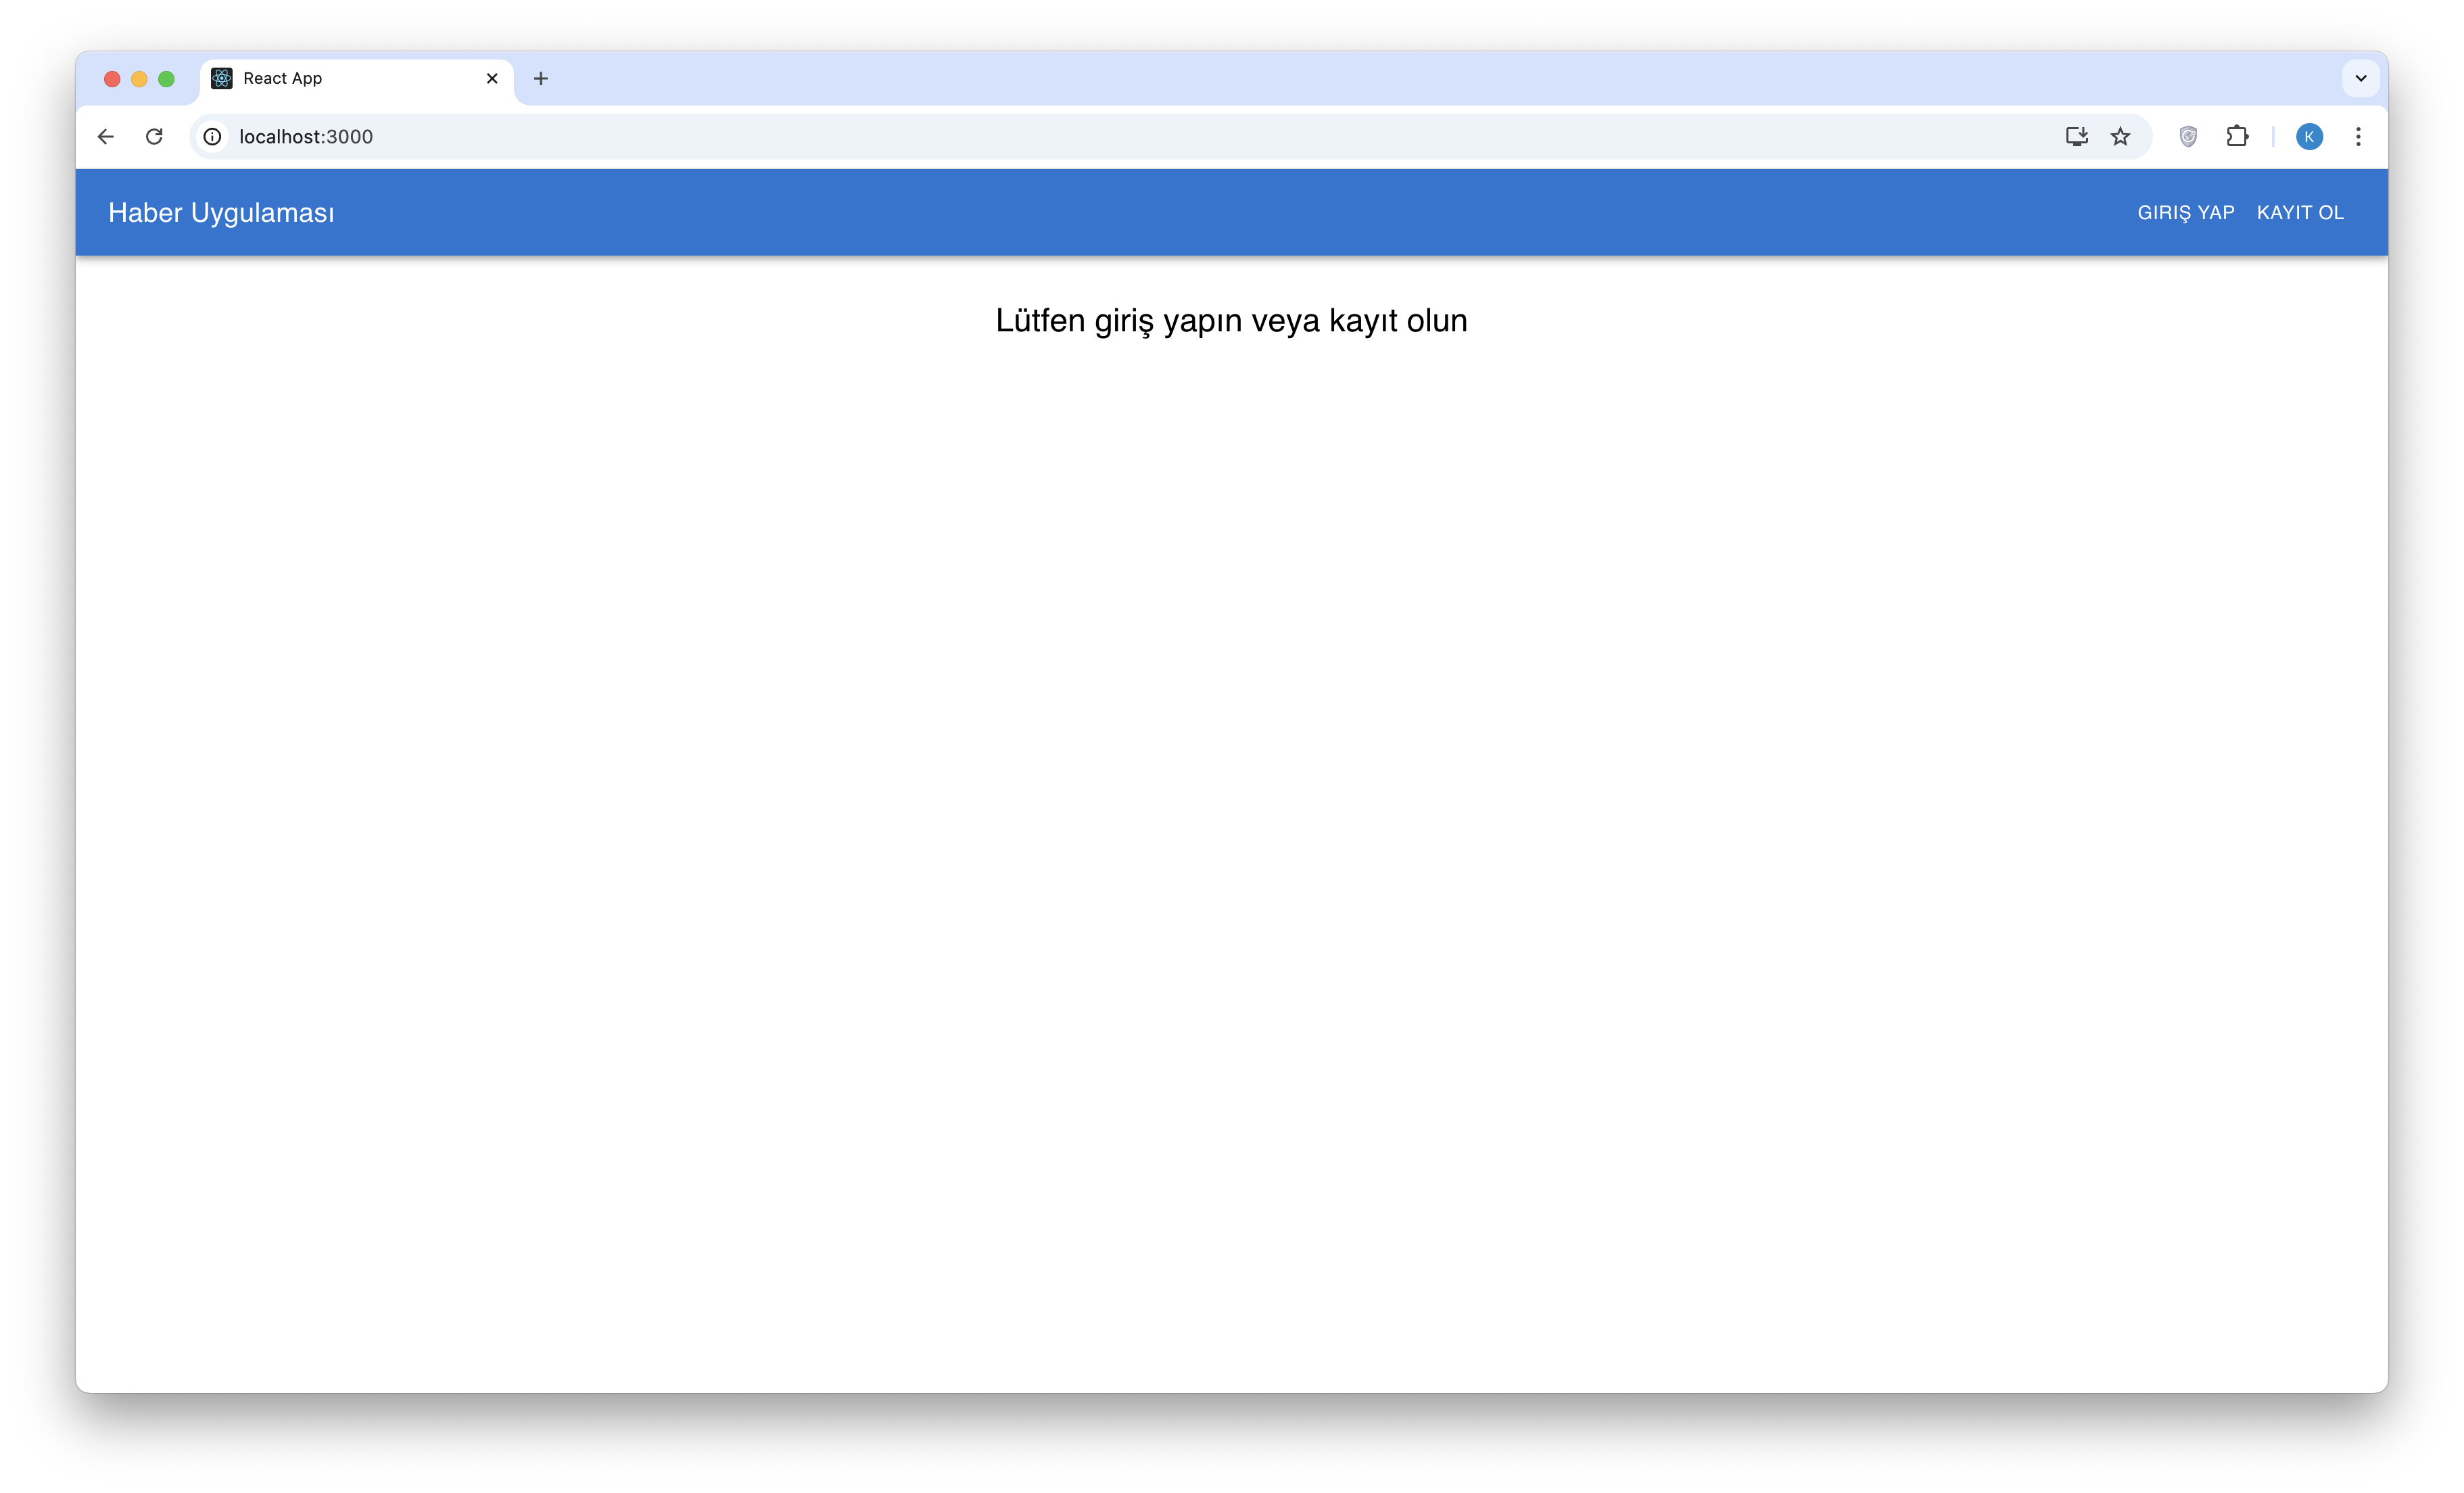 React App
localhost:3000
K
Haber Uygulaması
GIRIŞ YAP KAYIT OL
Lütfen giriş yapın veya kayıt olun